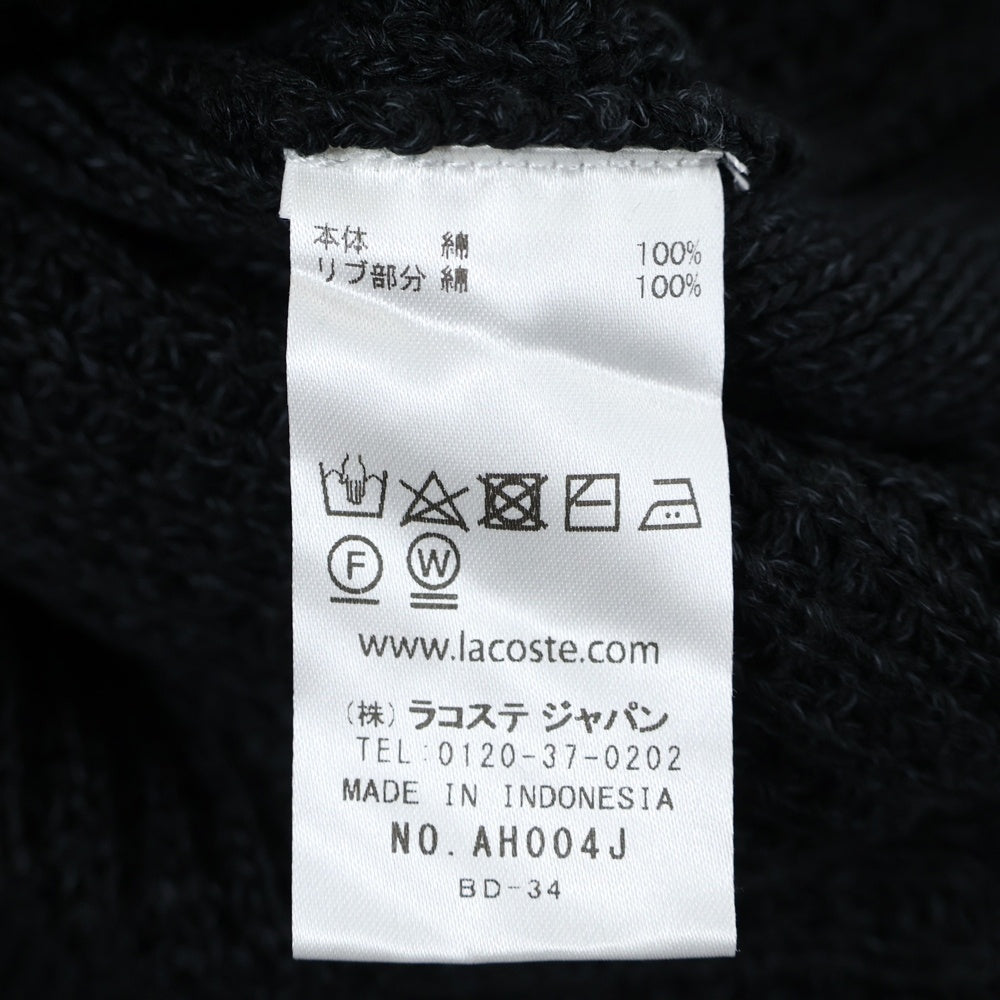 本体 綿 100%
リブ部分 綿 100%
F W
www.lacoste.com
(株) ラコステ ジャパン
TEL:0120-37-0202
MADE IN INDONESIA
NO. AH004J
BD-34